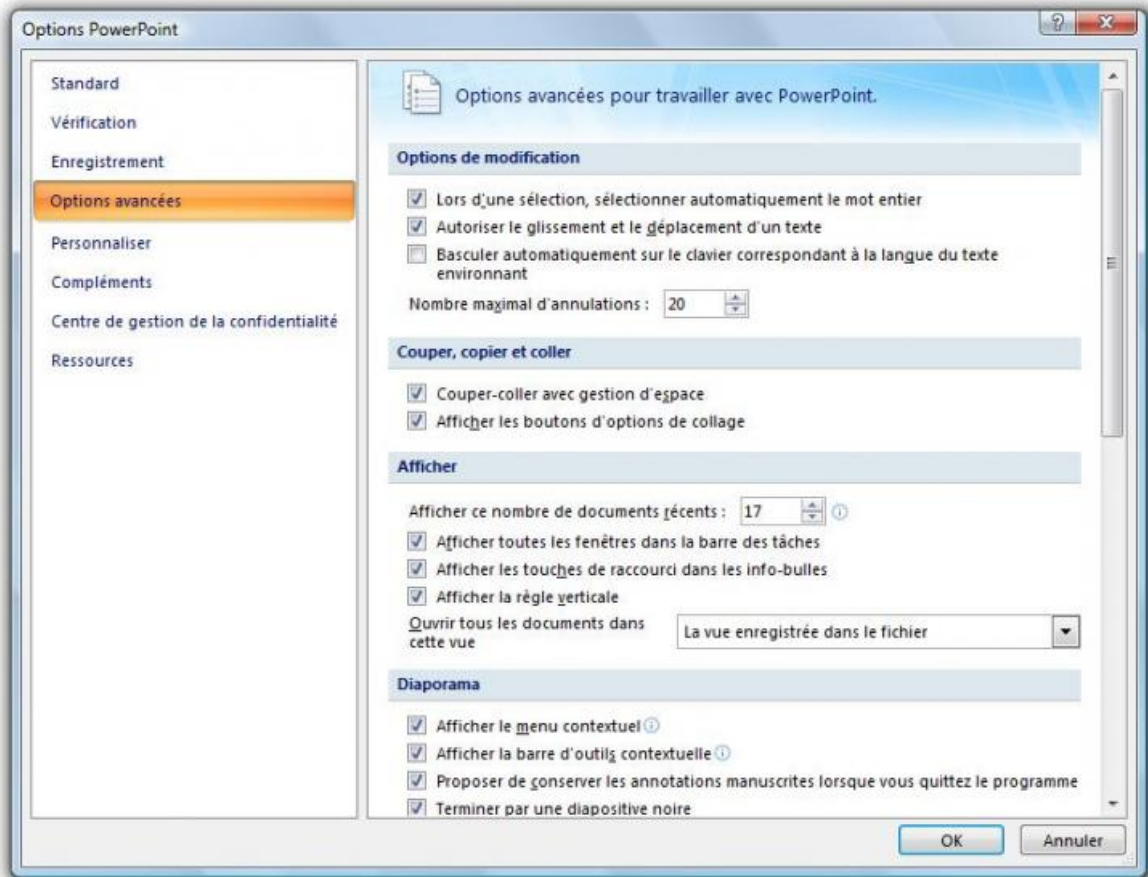 Options PowerPoint
Standard
Vérification
Enregistrement
Options avancées
Personnaliser
Compléments
Centre de gestion de la confidentialité
Ressources
Options avancées pour travailler avec PowerPoint.
Options de modification
Lors d'une sélection, sélectionner automatiquement le mot entier
Autoriser le glissement et le déplacement d'un texte
Basculer automatiquement sur le clavier correspondant à la langue du texte
environnant
Nombre maximal d'annulations : 20
Couper, copier et coller
Couper-coller avec gestion d'espace
Afficher les boutons d'options de collage
Afficher
Afficher ce nombre de documents récents : 17
Afficher toutes les fenêtres dans la barre des tâches
Afficher les touches de raccourci dans les info-bulles
Afficher la règle verticale
Ouvrir tous les documents dans
cette vue
La vue enregistrée dans le fichier
Diaporama
Afficher le menu contextuel
Afficher la barre d'outils contextuelle
Proposer de conserver les annotations manuscrites lorsque vous quittez le programme
Terminer par une diapositive noire
OK
Annuler